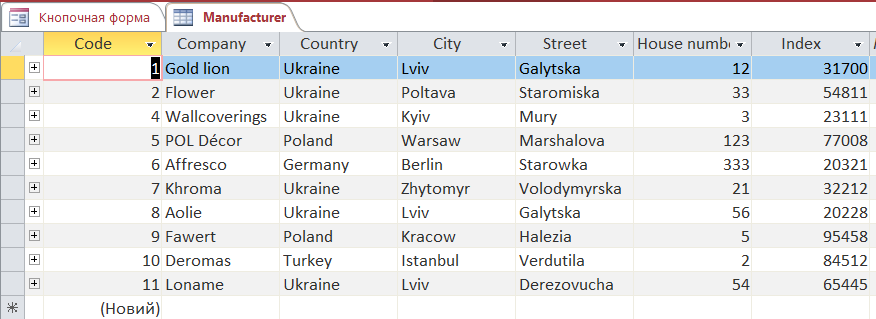 Кнопочная форма Manufacturer
Code Company Country City Street House numbe Index
1 Gold lion Ukraine Lviv Galytska 12 31700
2 Flower Ukraine Poltava Staromiska 33 54811
4 Wallcoverings Ukraine Kyiv Mury 3 23111
5 POL Décor Poland Warsaw Marshalova 123 77008
6 Affresco Germany Berlin Starowka 333 20321
7 Khroma Ukraine Zhytomyr Volodymyrska 21 32212
8 Aolie Ukraine Lviv Galytska 56 20228
9 Fawert Poland Kracow Halezia 5 95458
10 Deromas Turkey Istanbul Verdutila 2 84512
11 Loname Ukraine Lviv Derezovucha 54 65445
(Новий)